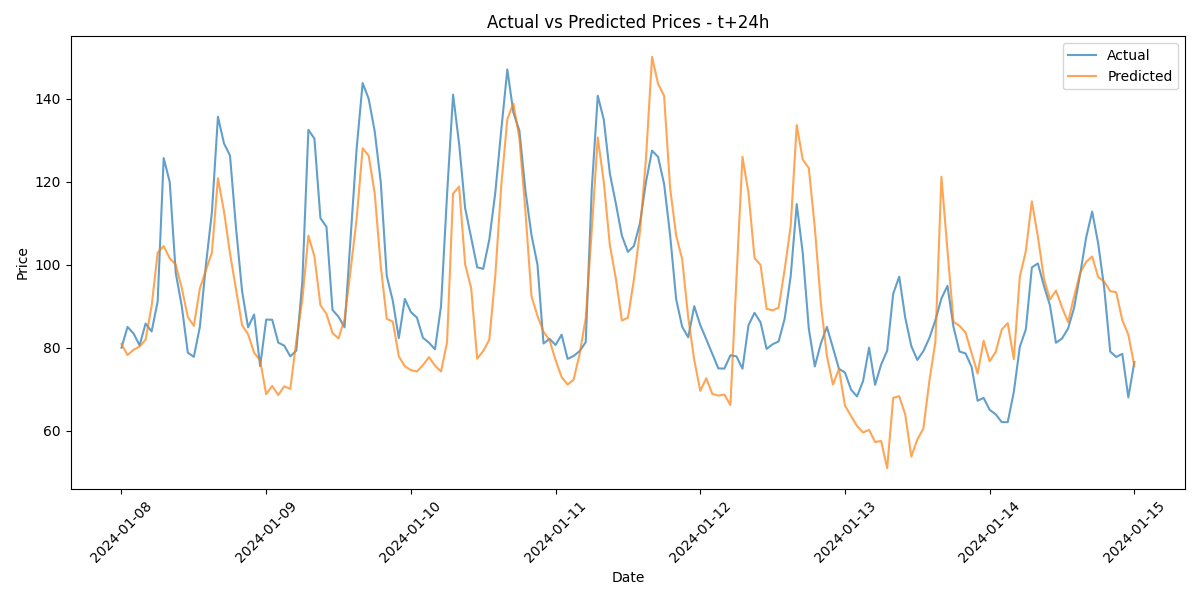 Actual vs Predicted Prices - t+24h
Actual
Predicted
Price
140
120
100
80
60
2024-01-08
2024-01-09
2024-01-10
2024-01-11
2024-01-12
2024-01-13
2024-01-14
2024-01-15
Date